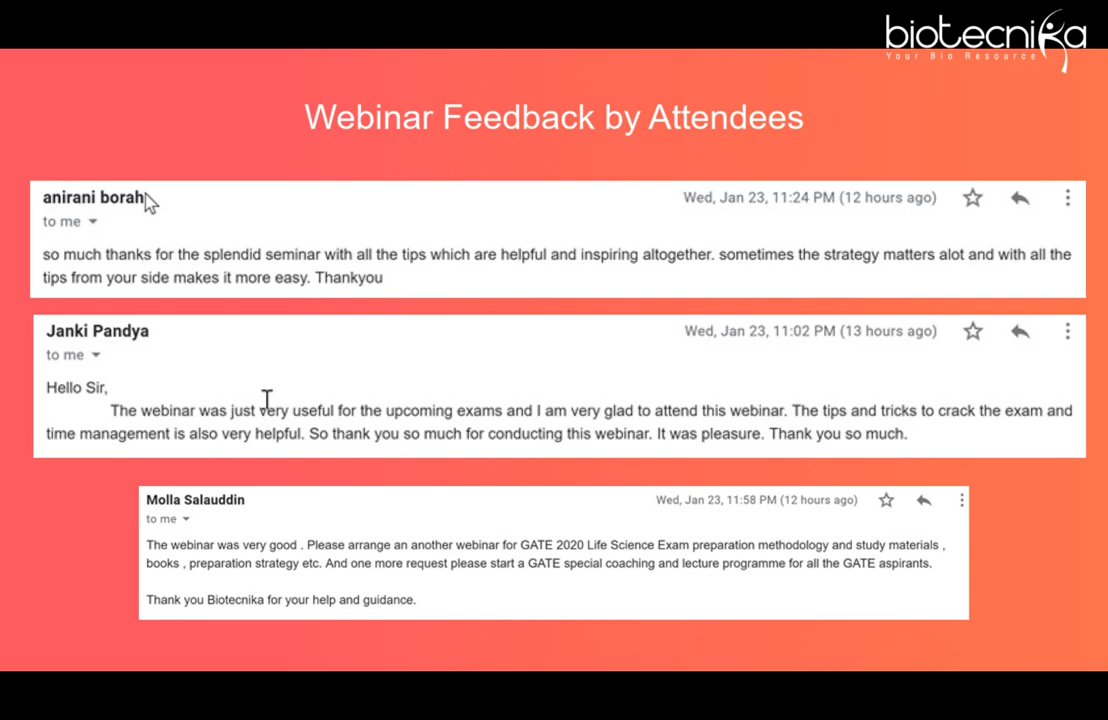 biotecnika
Your Bio Resource
Webinar Feedback by Attendees
anirani borah
Wed, Jan 23, 11:24 PM (12 hours ago)
to me
so much thanks for the splendid seminar with all the tips which are helpful and inspiring altogether. sometimes the strategy matters alot and with all the
tips from your side makes it more easy. Thankyou
Janki Pandya
Wed, Jan 23, 11:02 PM (13 hours ago)
to me
Hello Sir,
The webinar was just very useful for the upcoming exams and I am very glad to attend this webinar. The tips and tricks to crack the exam and
time management is also very helpful. So thank you so much for conducting this webinar. It was pleasure. Thank you so much.
Molla Salauddin
Wed, Jan 23, 11:58 PM (12 hours ago)
to me
The webinar was very good . Please arrange an another webinar for GATE 2020 Life Science Exam preparation methodology and study materials ,
books , preparation strategy etc. And one more request please start a GATE special coaching and lecture programme for all the GATE aspirants.
Thank you Biotecnika for your help and guidance.